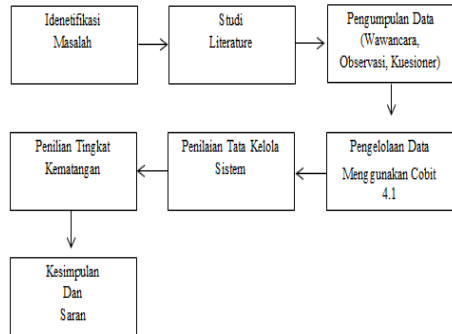 Idenetifikasi
Masalah
Studi
Literature
Pengumpulan Data
(Wawancara,
Observasi, Kuesioner)
Pengelolaan Data
Menggunakan Cobit
4.1
Penilaian Tata Kelola
Sistem
Penilian Tingkat
Kematangan
Kesimpulan
Dan
Saran